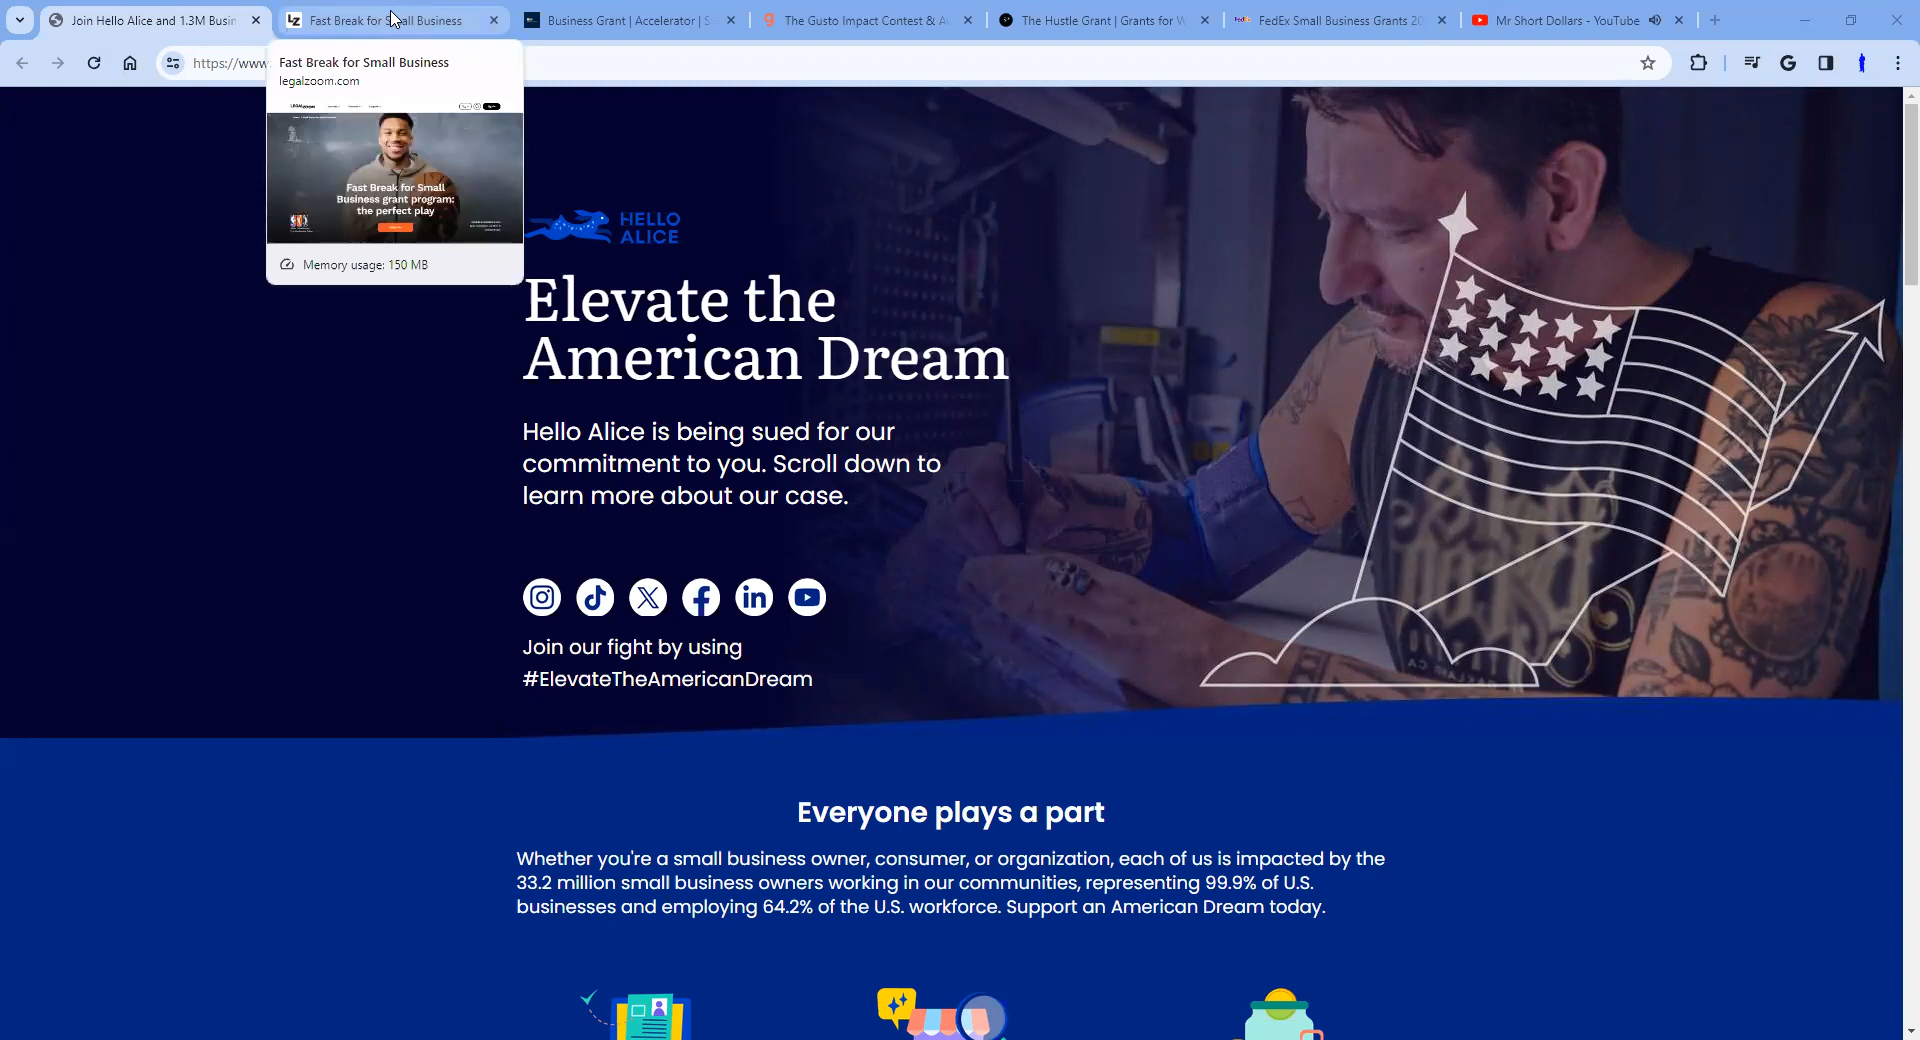 Join Hello Alice and 1.3M Busin
Fast Break for Small Business
Business Grant | Accelerator | S
The Gusto Impact Contest & A
The Hustle Grant | Grants for W
FedEx Small Business Grants 20
Mr Short Dollars - YouTube
https://www.
Fast Break for Small Business
legalzoom.com
LEGALZOOM
Fast Break for Small
Business grant program:
the perfect play
Memory usage: 150 MB
HELLO
ALICE
Elevate the
American Dream
Hello Alice is being sued for our
commitment to you. Scroll down to
learn more about our case.
Join our fight by using
#ElevateTheAmericanDream
Everyone plays a part
Whether you're a small business owner, consumer, or organization, each of us is impacted by the
33.2 million small business owners working in our communities, representing 99.9% of U.S.
businesses and employing 64.2% of the U.S. workforce. Support an American Dream today.